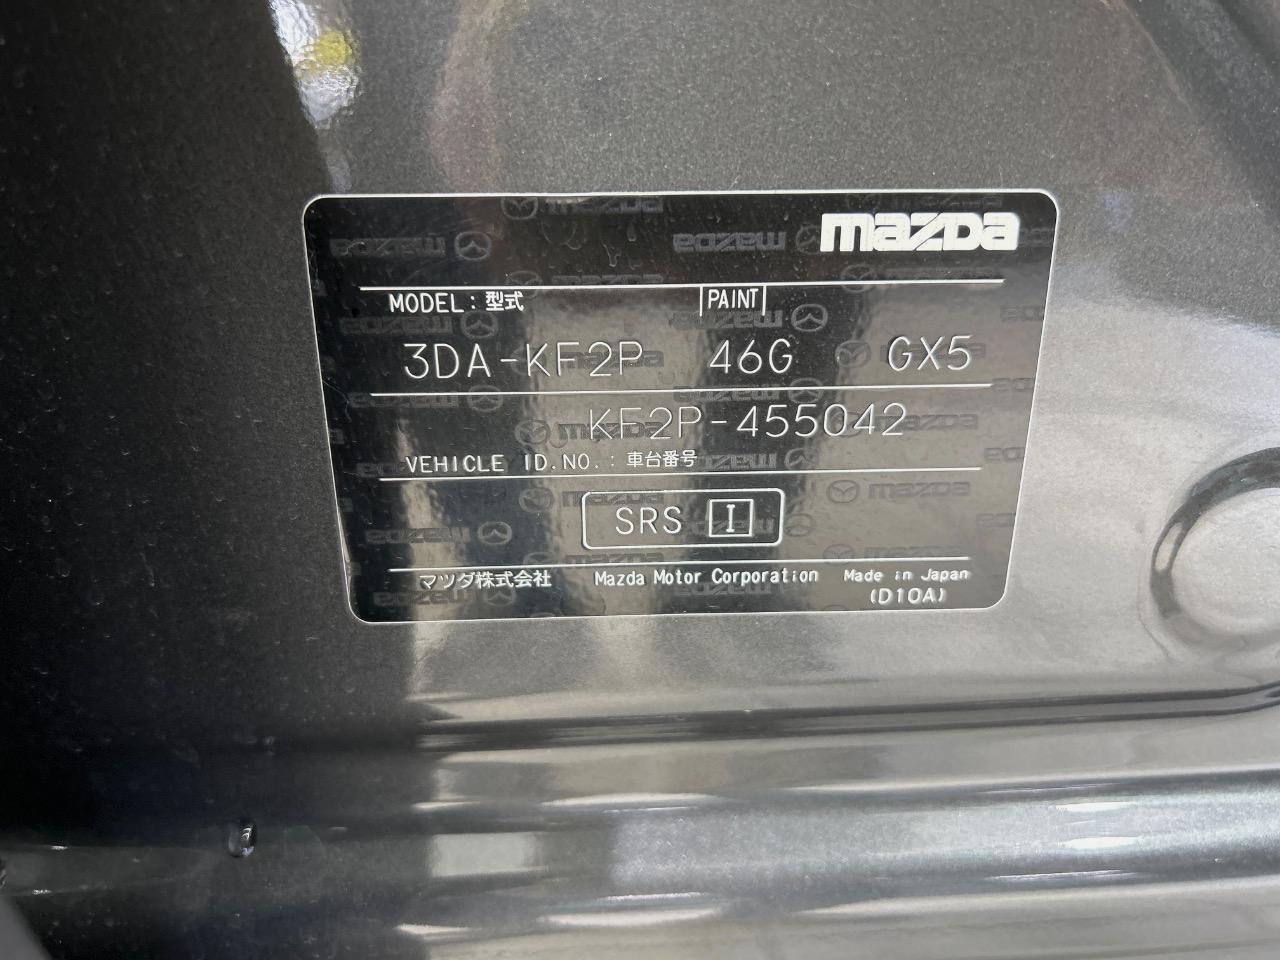 mazda
MODEL: 型式 PAINT
3DA-KF2P 46G GX5
KF2P-455042
VEHICLE ID.NO.: 車台番号
SRS I
マツダ株式会社 Mazda Motor Corporation Made in Japan
(D10A)